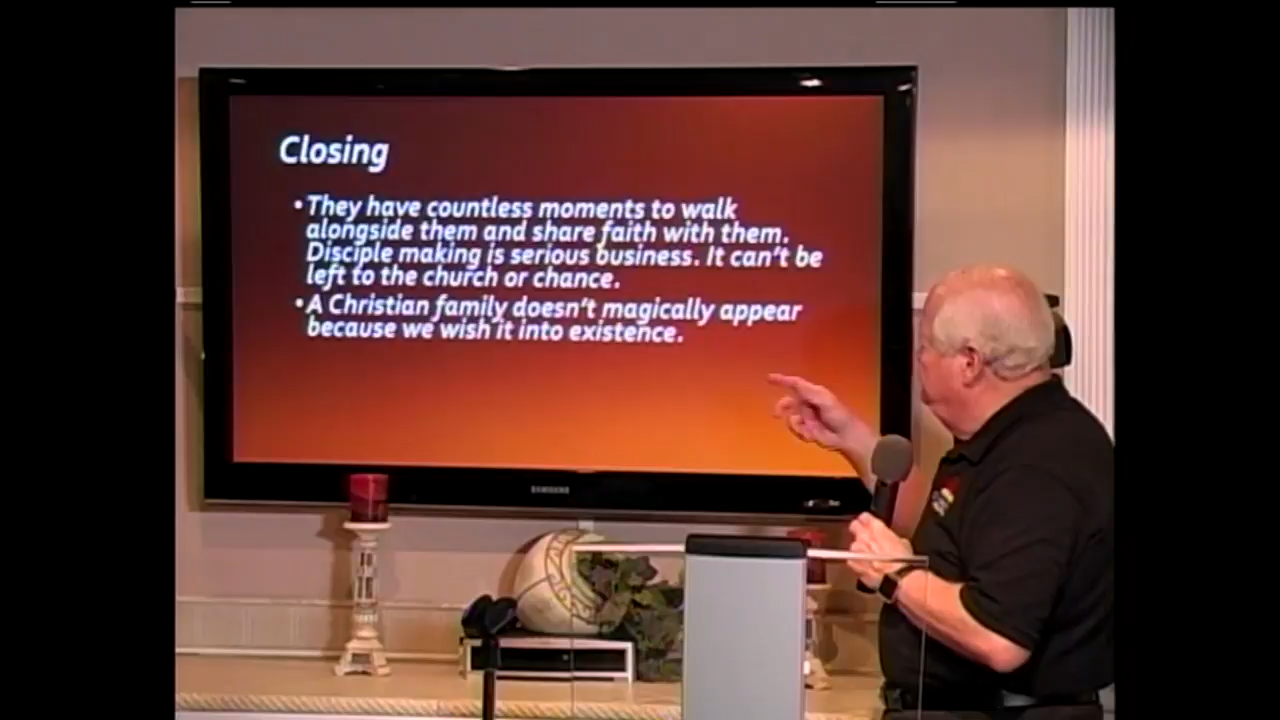 Closing
• They have countless moments to walk
alongside them and share faith with them.
Disciple making is serious business. It can't be
left to the church or chance.
• A Christian family doesn't magically appear
because we wish it into existence.
SAMSUNG